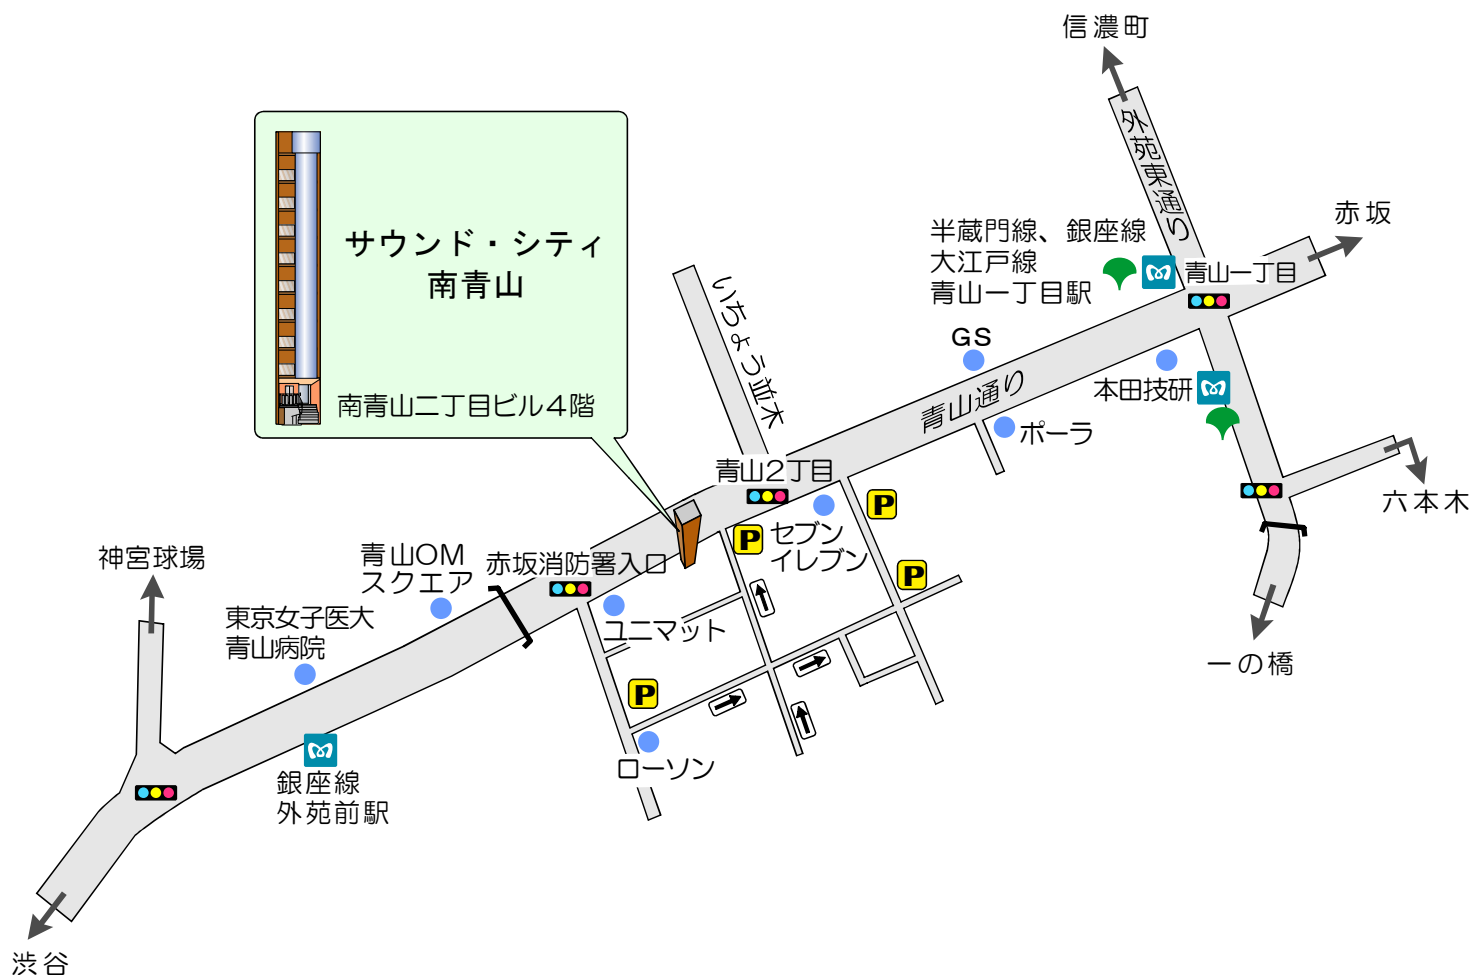 信濃町
外苑東通り
赤坂
半蔵門線、銀座線
大江戸線
青山一丁目駅
青山一丁目
サウンド・シティ
南青山
南青山二丁目ビル4階
いちょう並木
GS
本田技研
青山通り
ポーラ
青山2丁目
六本木
P
P
セブン
イレブン
P
神宮球場
青山OM
スクエア
赤坂消防署入口
東京女子医大
青山病院
ユニマット
一の橋
P
銀座線
外苑前駅
ローソン
渋谷